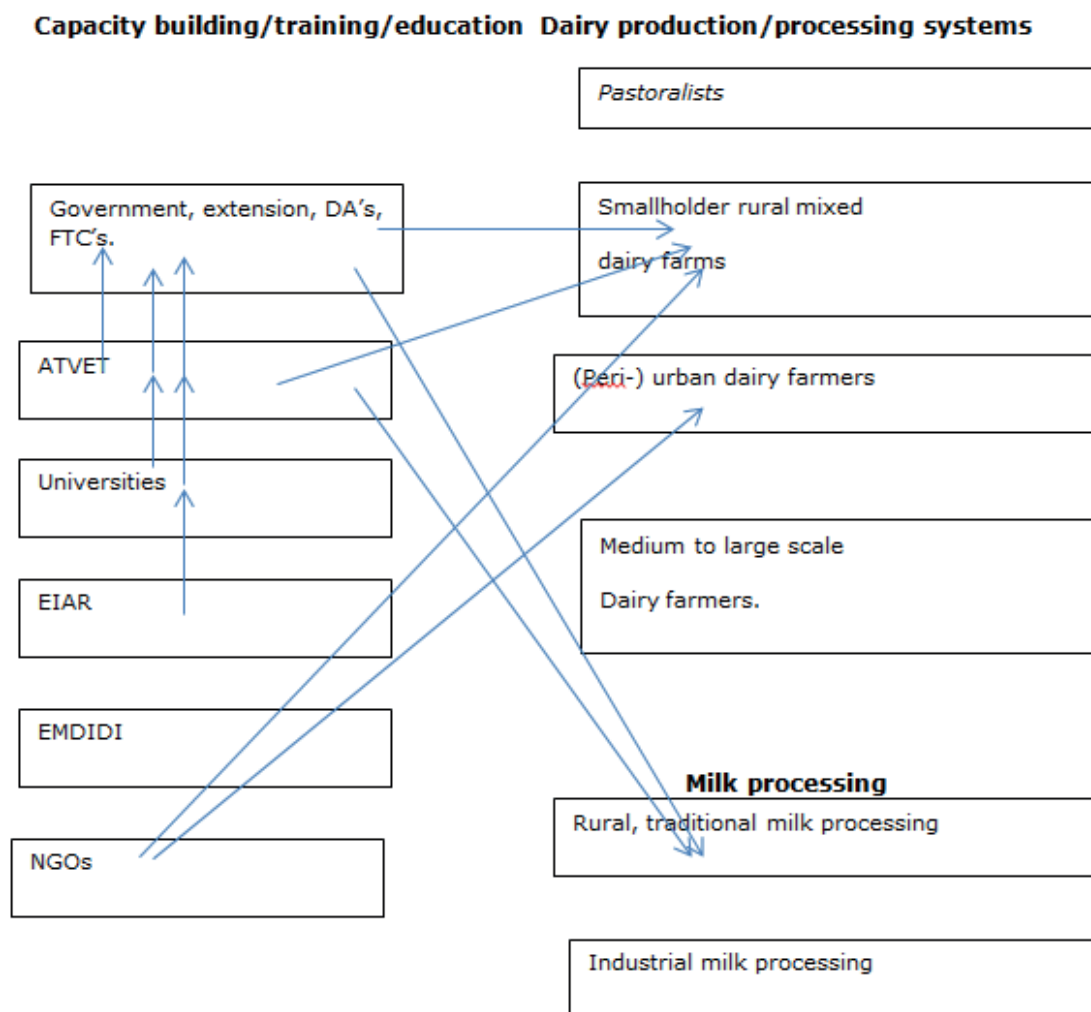 Capacity building/training/education Dairy production/processing systems
Pastoralists
Government, extension, DA's,
FTC's.
Smallholder rural mixed
dairy farms
ATVET
(Peri-) urban dairy farmers
Universities
Medium to large scale
Dairy farmers.
EIAR
EMDIDI
Milk processing
Rural, traditional milk processing
NGOs
Industrial milk processing